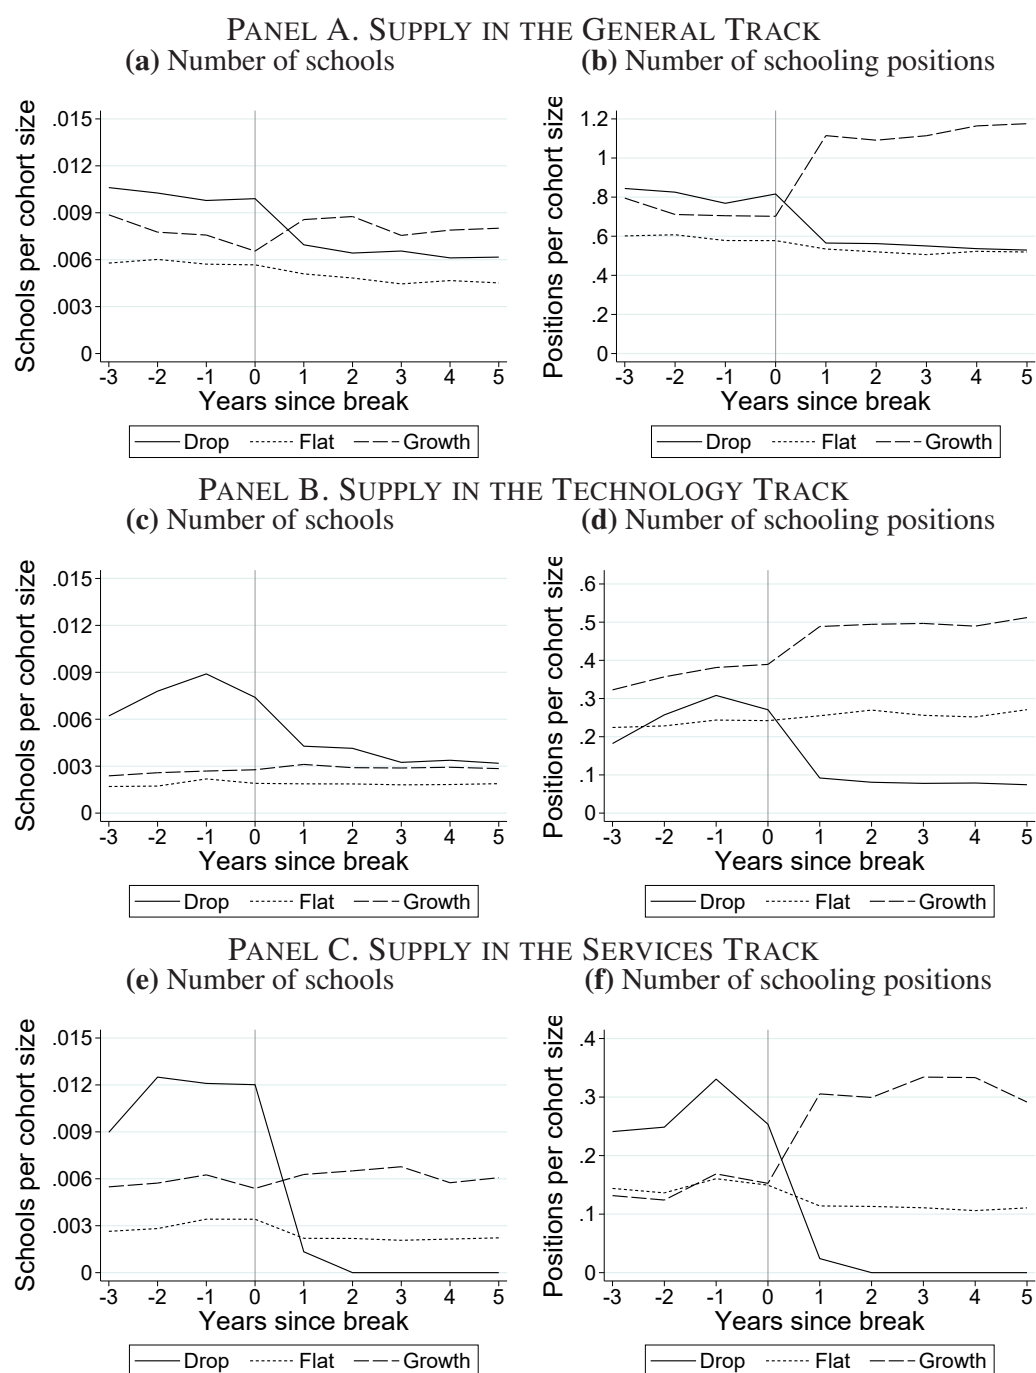 PANEL A. SUPPLY IN THE GENERAL TRACK
(a) Number of schools
(b) Number of schooling positions
Schools per cohort size
.015
.012
.009
.006
.003
0
-3 -2 -1 0 1 2 3 4 5
Years since break
Drop Flat Growth
Positions per cohort size
1.2
1
.8
.6
.4
.2
0
-3 -2 -1 0 1 2 3 4 5
Years since break
Drop Flat Growth
PANEL B. SUPPLY IN THE TECHNOLOGY TRACK
(c) Number of schools
(d) Number of schooling positions
Schools per cohort size
.015
.012
.009
.006
.003
0
-3 -2 -1 0 1 2 3 4 5
Years since break
Drop Flat Growth
Positions per cohort size
.6
.5
.4
.3
.2
.1
0
-3 -2 -1 0 1 2 3 4 5
Years since break
Drop Flat Growth
PANEL C. SUPPLY IN THE SERVICES TRACK
(e) Number of schools
(f) Number of schooling positions
Schools per cohort size
.015
.012
.009
.006
.003
0
-3 -2 -1 0 1 2 3 4 5
Years since break
Drop Flat Growth
Positions per cohort size
.4
.3
.2
.1
0
-3 -2 -1 0 1 2 3 4 5
Years since break
Drop Flat Growth